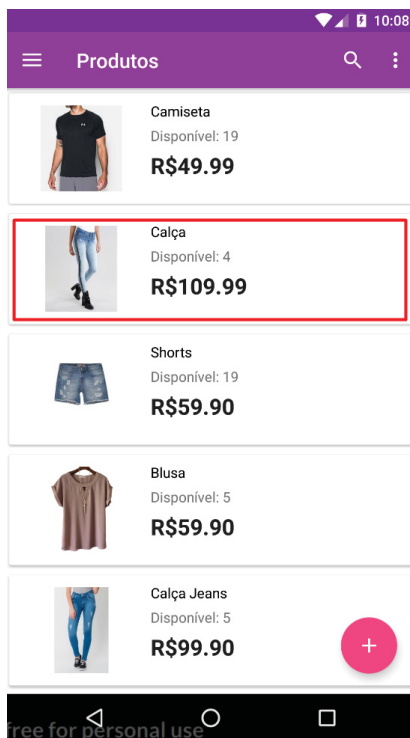 10:08
Produtos
Camiseta
Disponível: 19
R$49.99
Calça
Disponível: 4
R$109.99
Shorts
Disponível: 19
R$59.90
Blusa
Disponível: 5
R$59.90
Calça Jeans
Disponível: 5
R$99.90
+
free for personal use